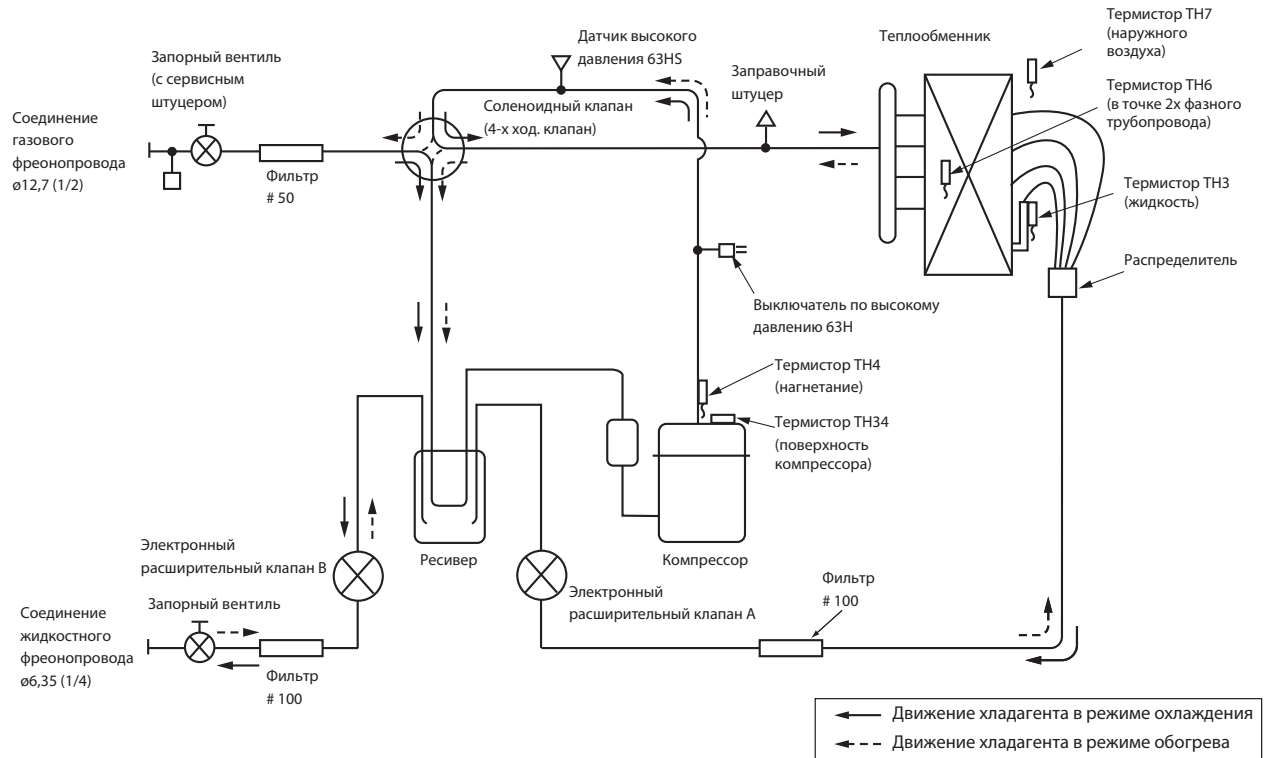 Соединение
газового
фреонопровода
ø12,7 (1/2)
Запорный вентиль
(с сервисным
штуцером)
Фильтр
# 50
Датчик высокого
давления 63HS
Соленоидный клапан
(4-х ход. клапан)
Заправочный
штуцер
Теплообменник
Термистор TH7
(наружного
воздуха)
Термистор TH6
(в точке 2х фазного
трубопровода)
Термистор TH3
(жидкость)
Распределитель
Выключатель по высокому
давлению 63H
Термистор TH4
(нагнетание)
Термистор TH34
(поверхность
компрессора)
Ресивер
Компрессор
Электронный
расширительный клапан B
Электронный
расширительный клапан A
Фильтр
# 100
Соединение
жидкостного
фреонопровода
ø6,35 (1/4)
Запорный вентиль
Фильтр
# 100
Движение хладагента в режиме охлаждения
Движение хладагента в режиме обогрева